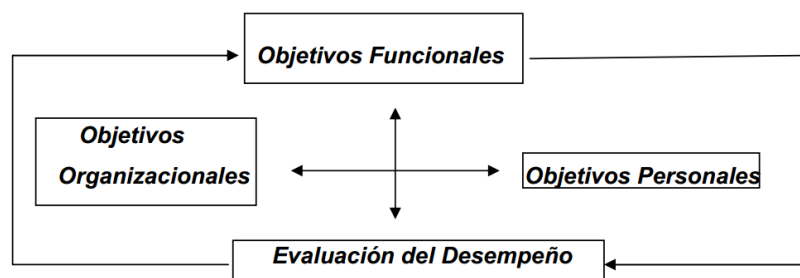 Objetivos Funcionales
Objetivos
Organizacionales
Objetivos Personales
Evaluación del Desempeño